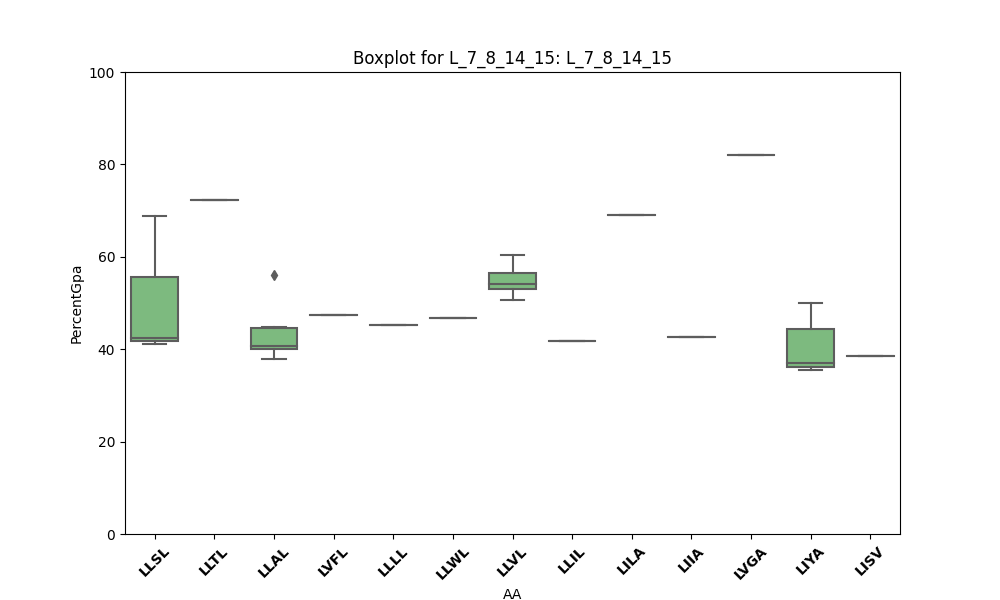 Boxplot for L_7_8_14_15: L_7_8_14_15
100
80
60
40
20
0
PercentGpa
LLSL LLTL LLAL LVFL LLLL LLWL LLVL LLIL LILA LIIA LVGA LIYA LISV
AA